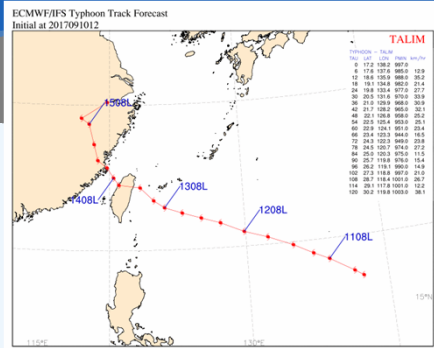 ECMWF/IFS Typhoon Track Forecast
Initial at 2017091012
TALIM
TYPHOON - TALIM
TAU LAT LON PMIN km/hr
0 17.2 138.2 997.0
6 17.6 137.6 985.0 12.9
12 18.6 135.9 988.0 35.2
18 19.1 134.8 982.0 21.4
24 19.8 133.4 977.0 27.7
30 20.5 131.6 970.0 33.9
36 21.0 129.9 968.0 30.9
42 21.7 128.2 965.0 32.1
48 22.1 126.8 958.0 25.2
54 22.5 125.4 953.0 25.1
60 22.9 124.1 951.0 23.4
66 23.4 123.3 944.0 16.5
72 24.3 122.3 949.0 23.8
78 24.5 120.7 974.0 27.2
84 25.0 120.3 975.0 11.5
90 25.7 119.8 976.0 15.4
96 26.2 119.1 990.0 14.9
102 27.3 118.8 997.0 21.0
108 28.7 118.4 1001.0 26.7
114 29.1 117.8 1001.0 12.2
120 30.2 119.8 1003.0 38.1
1508L
1408L
1308L
1208L
1108L
15°N
115°E
130°E